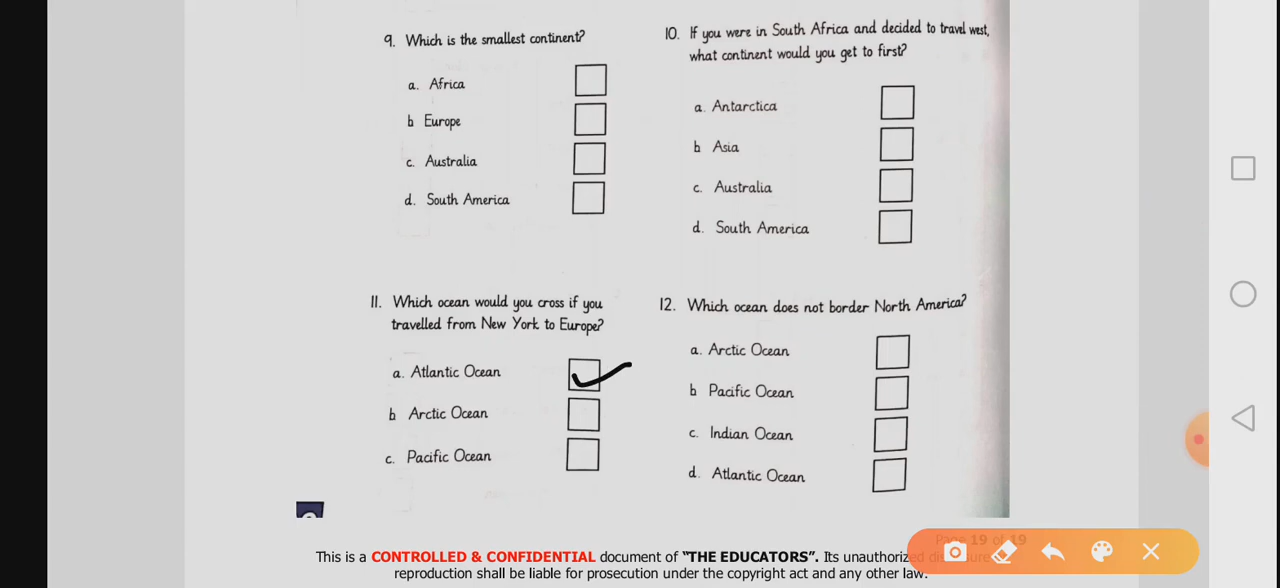 9. Which is the smallest continent?
a. Africa
b Europe
c. Australia
d. South America
10. If you were in South Africa and decided to travel west,
what continent would you get to first?
a. Antarctica
b Asia
c. Australia
d. South America
11. Which ocean would you cross if you
travelled from New York to Europe?
a. Atlantic Ocean
b Arctic Ocean
c. Pacific Ocean
12. Which ocean does not border North America?
a. Arctic Ocean
b Pacific Ocean
c. Indian Ocean
d. Atlantic Ocean
Page 19 of 19
This is a CONTROLLED & CONFIDENTIAL document of "THE EDUCATORS". Its unauthorized disclosure
reproduction shall be liable for prosecution under the copyright act and any other law.